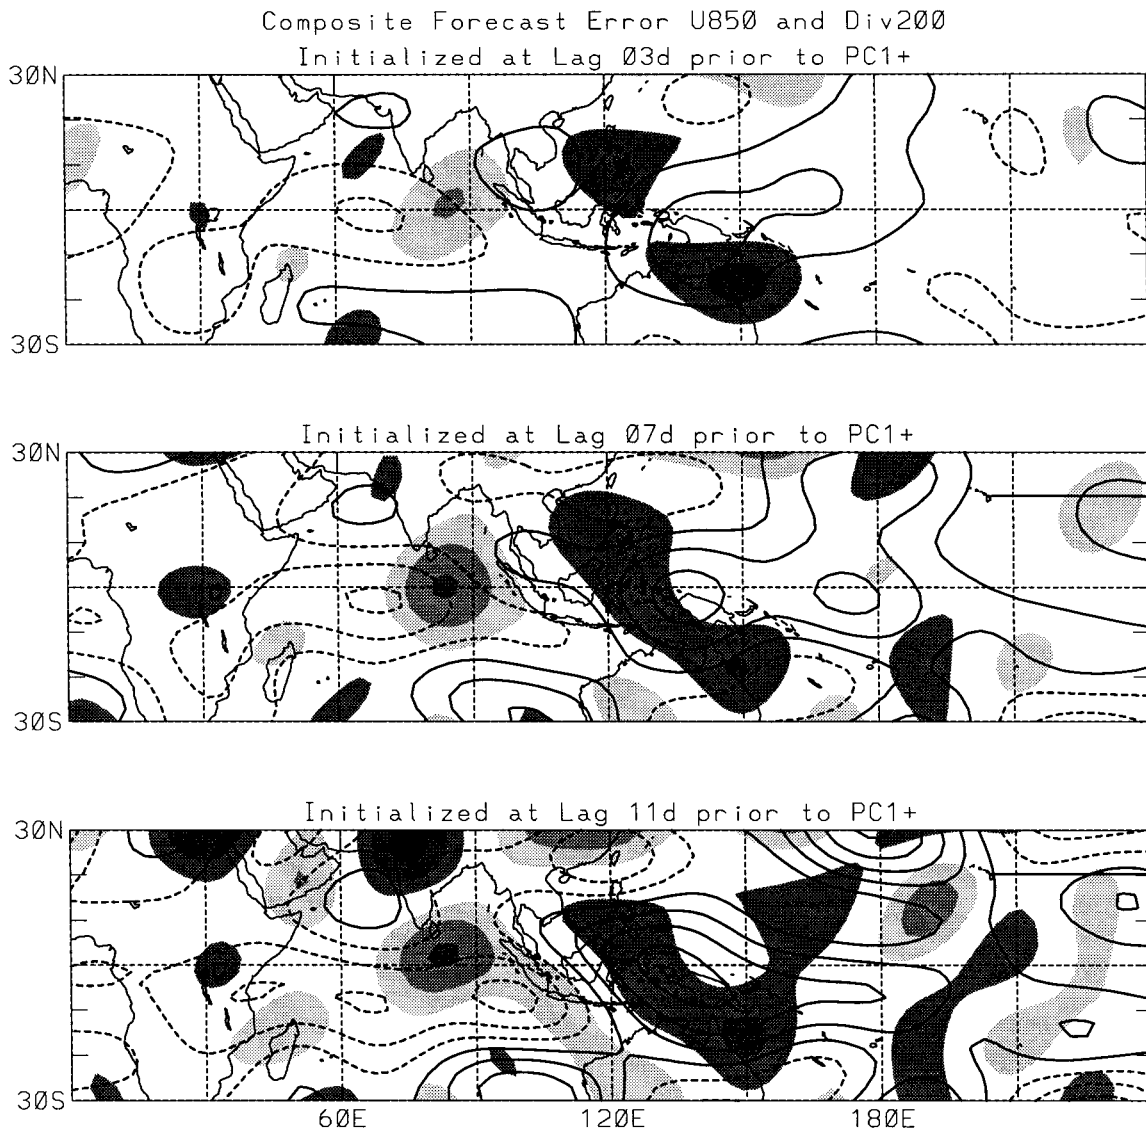 Composite Forecast Error U850 and Div200
Initialized at Lag 03d prior to PC1+
30N
30S
Initialized at Lag 07d prior to PC1+
30N
30S
Initialized at Lag 11d prior to PC1+
30N
30S
60E 120E 180E